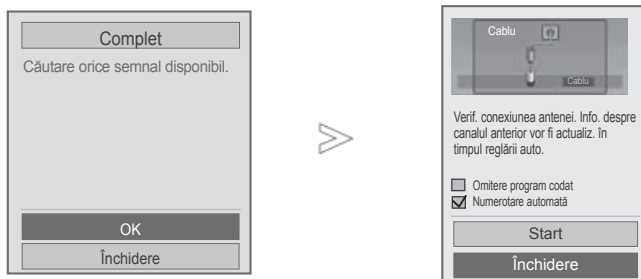 Complet
Căutare orice semnal disponibil.
OK
Închidere
Cablu
Cablu
Verif. conexiunea antenei. Info. despre
canalul anterior vor fi actualiz. în
timpul reglării auto.
Omitere program codat
Numerotare automată
Start
Închidere